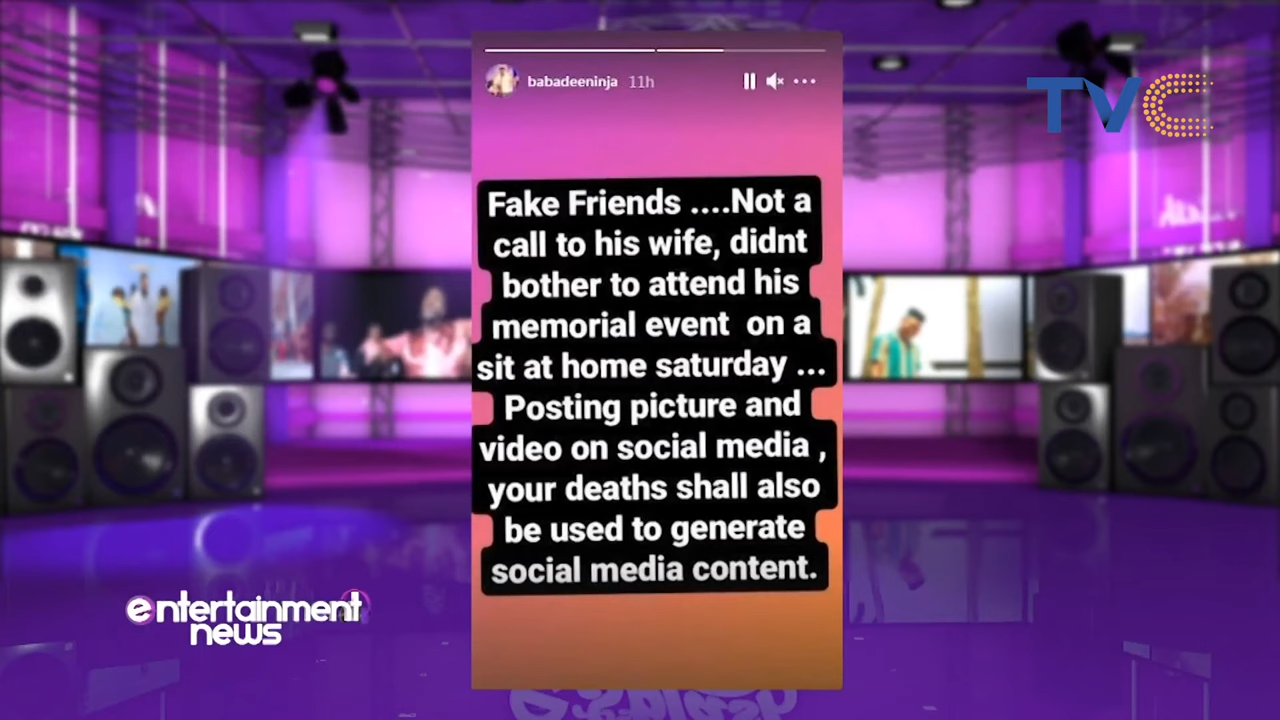 babadeeninja 11h
TVC
Fake Friends ....Not a
call to his wife, didnt
bother to attend his
memorial event on a
sit at home saturday ...
Posting picture and
video on social media ,
your deaths shall also
be used to generate
social media content.
entertainment
news